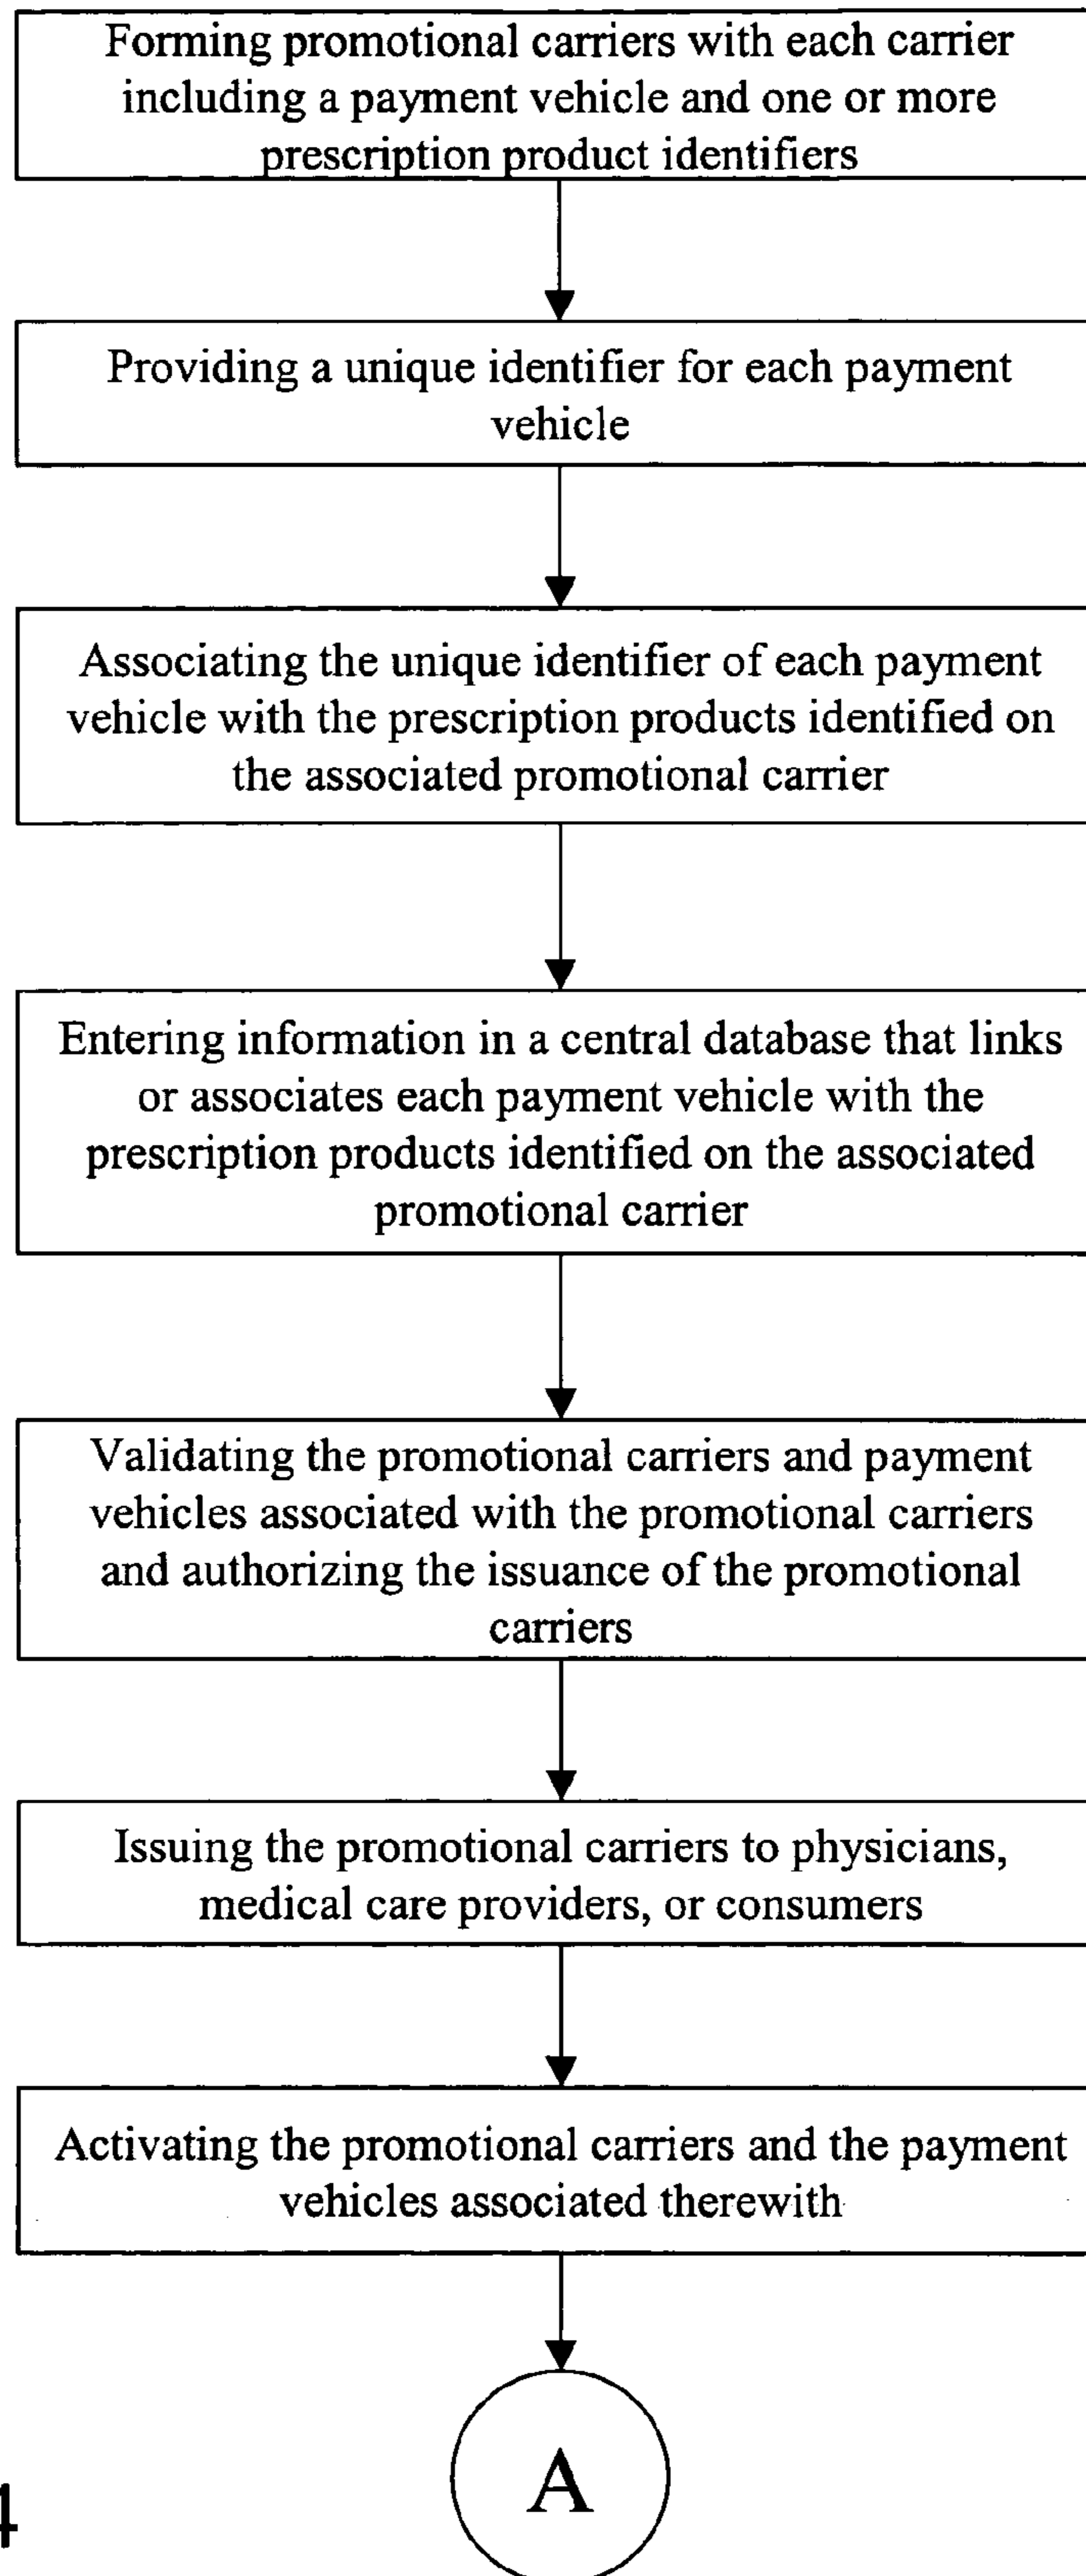 Forming promotional carriers with each carrier
including a payment vehicle and one or more
prescription product identifiers
Providing a unique identifier for each payment
vehicle
Associating the unique identifier of each payment
vehicle with the prescription products identified on
the associated promotional carrier
Entering information in a central database that links
or associates each payment vehicle with the
prescription products identified on the associated
promotional carrier
Validating the promotional carriers and payment
vehicles associated with the promotional carriers
and authorizing the issuance of the promotional
carriers
Issuing the promotional carriers to physicians,
medical care providers, or consumers
Activating the promotional carriers and the payment
vehicles associated therewith
A
4